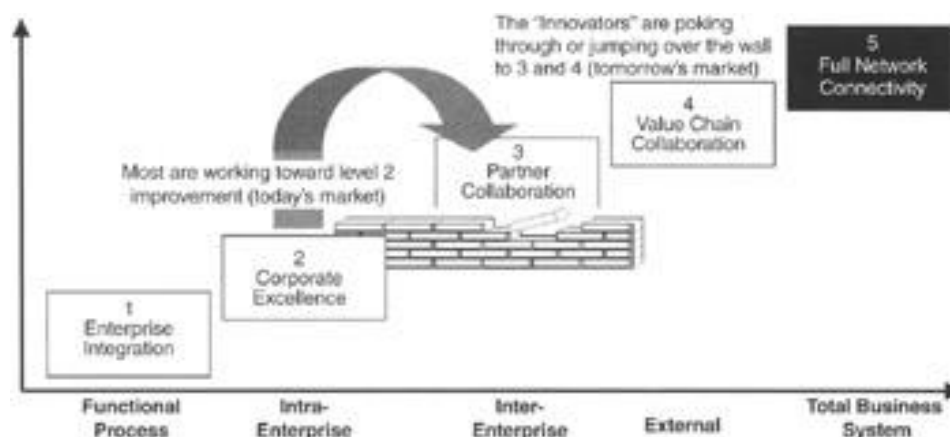 The "Innovators" are poking
through or jumping over the wall
to 3 and 4 (tomorrow's market)
5
Full Network
Connectivity
4
Value Chain
Collaboration
3
Partner
Collaboration
Most are working toward level 2
improvement (today's market)
2
Corporate
Excellence
1
Enterprise
Integration
Functional
Process
Intra-
Enterprise
Inter-
Enterprise
External
Total Business
System